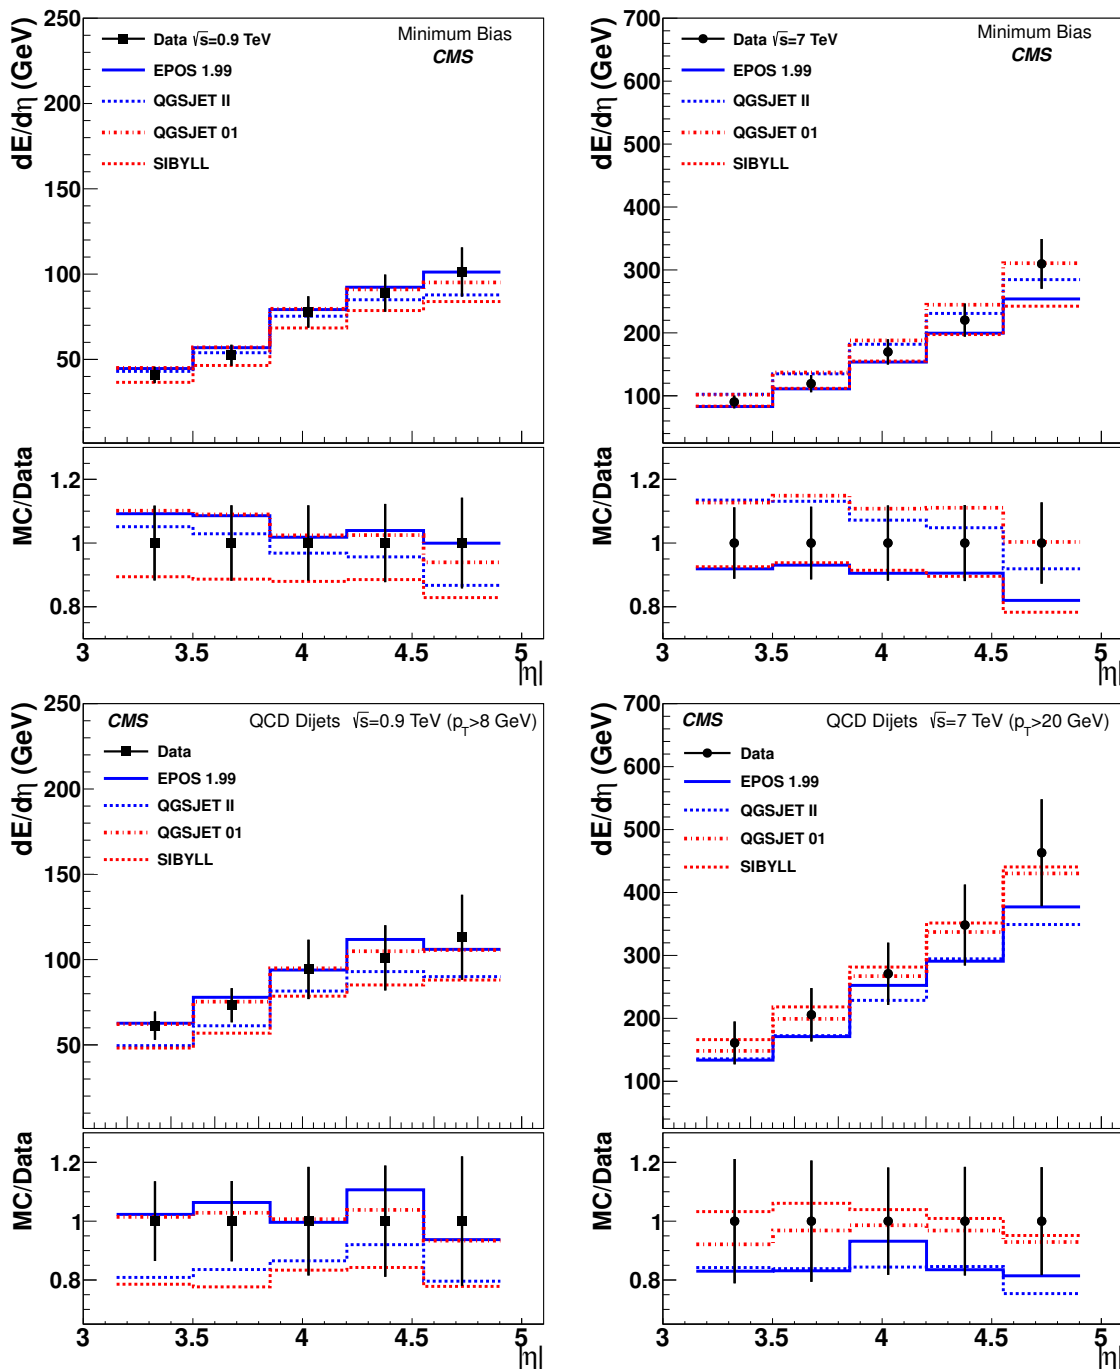 dE/dη (GeV)
250
200
150
100
50
Data √s=0.9 TeV
EPOS 1.99
QGSJET II
QGSJET 01
SIBYLL
Minimum Bias
CMS
MC/Data
1.2
1
0.8
3 3.5 4 4.5 5
|η|
dE/dη (GeV)
700
600
500
400
300
200
100
Data √s=7 TeV
EPOS 1.99
QGSJET II
QGSJET 01
SIBYLL
Minimum Bias
CMS
MC/Data
1.2
1
0.8
3 3.5 4 4.5 5
|η|
dE/dη (GeV)
250
200
150
100
50
CMS QCD Dijets √s=0.9 TeV (p_T>8 GeV)
Data
EPOS 1.99
QGSJET II
QGSJET 01
SIBYLL
MC/Data
1.2
1
0.8
3 3.5 4 4.5 5
|η|
dE/dη (GeV)
700
600
500
400
300
200
100
CMS QCD Dijets √s=7 TeV (p_T>20 GeV)
Data
EPOS 1.99
QGSJET II
QGSJET 01
SIBYLL
MC/Data
1.2
1
0.8
3 3.5 4 4.5 5
|η|